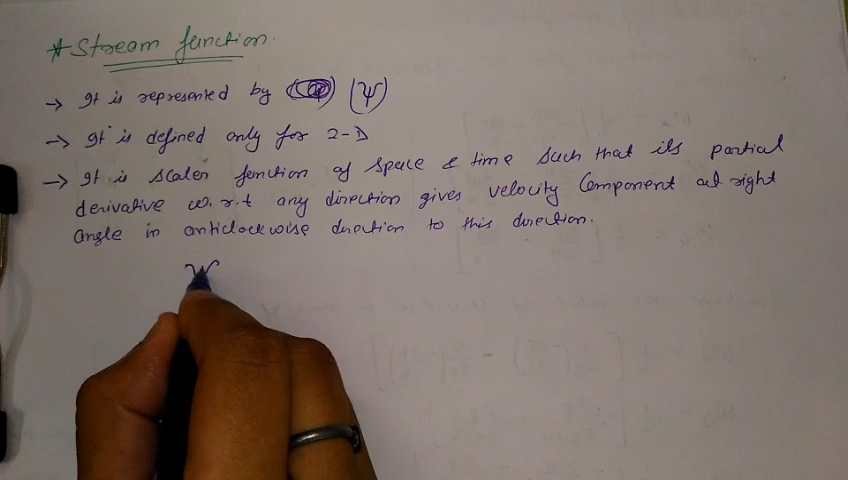 * Stream function.
→ It is represented by (ψ)
→ It is defined only for 2-D
→ It is scaler function of space & time such that its partial
derivative w.r.t any direction gives velocity Component at right
angle in anticlockwise direction to this direction.
ψ